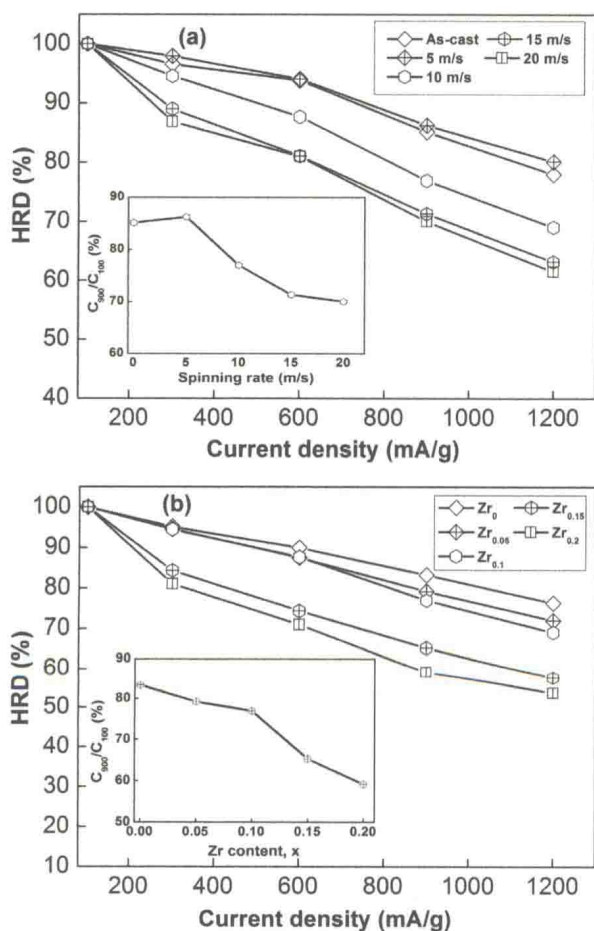 (a)
As-cast 15 m/s
5 m/s 20 m/s
10 m/s
HRD (%)
100
90
80
70
60
50
40
C900/C100 (%)
90
80
70
60
0 5 10 15 20
Spinning rate (m/s)
200 400 600 800 1000 1200
Current density (mA/g)
(b)
Zr0 Zr0.15
Zr0.05 Zr0.2
Zr0.1
HRD (%)
100
90
80
70
60
50
40
30
20
10
C900/C100 (%)
90
80
70
60
50
0.00 0.05 0.10 0.15 0.20
Zr content, x
200 400 600 800 1000 1200
Current density (mA/g)